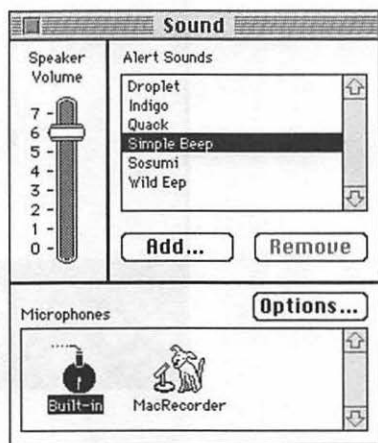 Sound
Speaker
Volume
7
6
5
4
3
2
1
0
Alert Sounds
Droplet
Indigo
Quack
Simple Beep
Sosumi
Wild Eep
Add...
Remove
Microphones
Options...
Built-in
MacRecorder